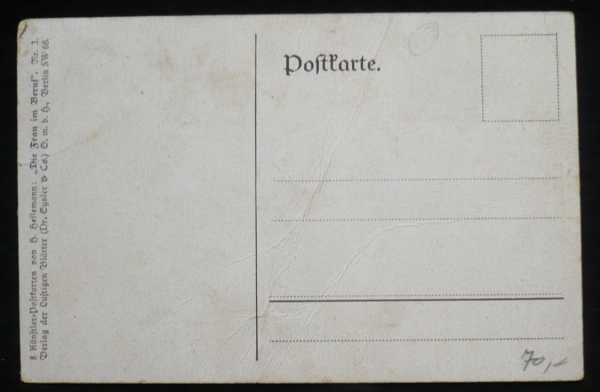 8 Künstler-Postkarten von H. Heilemann: „Die Frau im Beruf“. Nr. 3.
Verlag der Lustigen Blätter (Dr. Eysler & Co.) G. m. b. H., Berlin SW 68.
Postkarte.
70,-